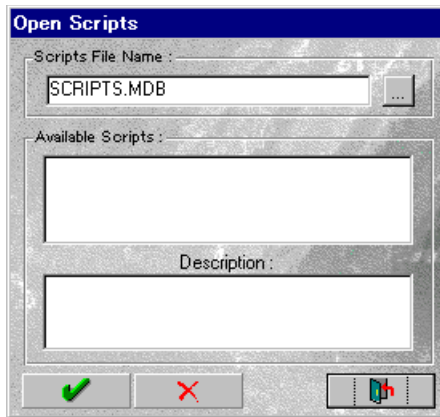 Open Scripts
Scripts File Name :
SCRIPTS.MDB
...
Available Scripts :
Description :